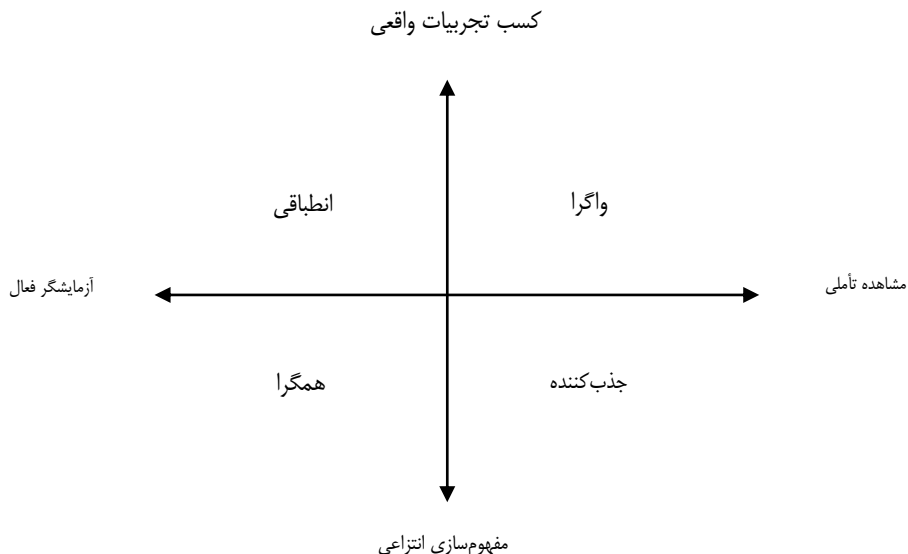 کسب تجربیات واقعی
واگرا
انطباقی
مشاهده تأملی
آزمایشگر فعال
جذب‌کننده
همگرا
مفهوم‌سازی انتزاعی